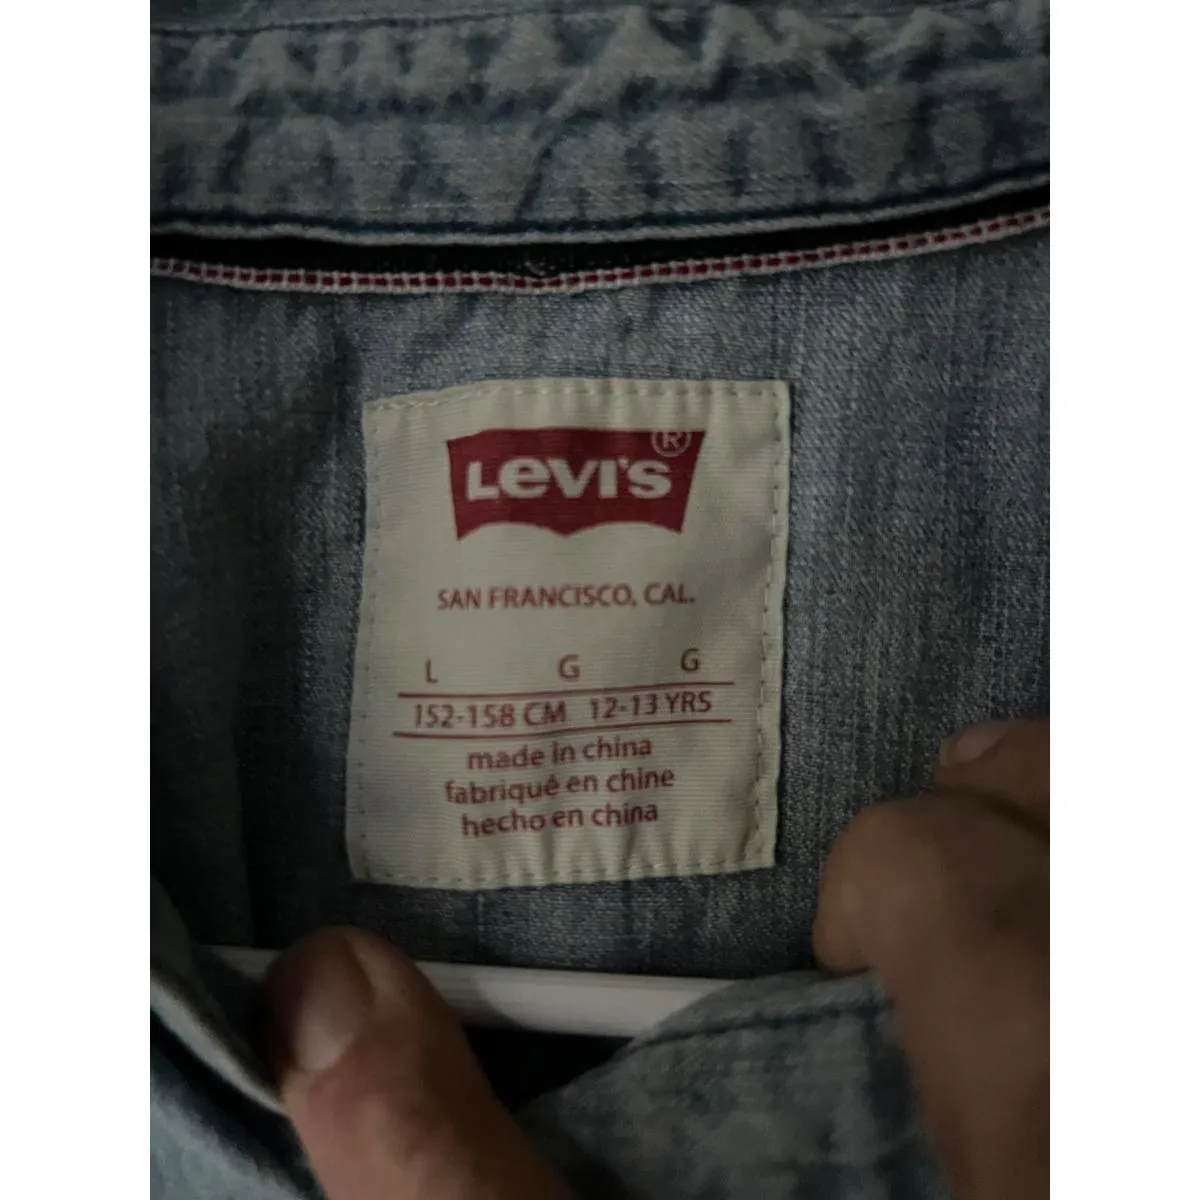 Levi's®
SAN FRANCISCO, CAL.
L G G
152-158 CM 12-13 YRS
made in china
fabriqué en chine
hecho en china